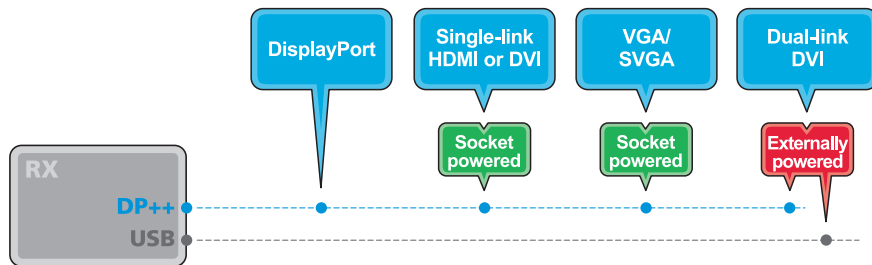 DisplayPort
Single-link
HDMI or DVI
VGA/
SVGA
Dual-link
DVI
Socket
powered
Socket
powered
Externally
powered
RX
DP++
USB